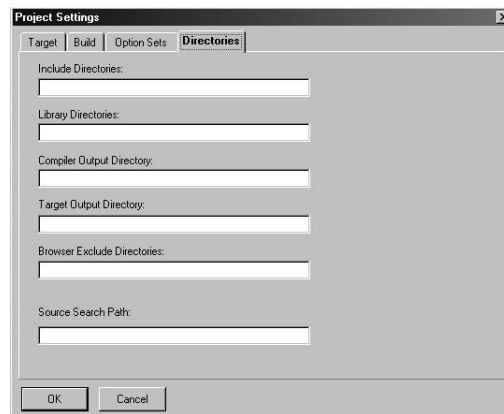 Project Settings
Target Build Option Sets Directories
Include Directories:
Library Directories:
Compiler Output Directory:
Target Output Directory:
Browser Exclude Directories:
Source Search Path:
OK Cancel